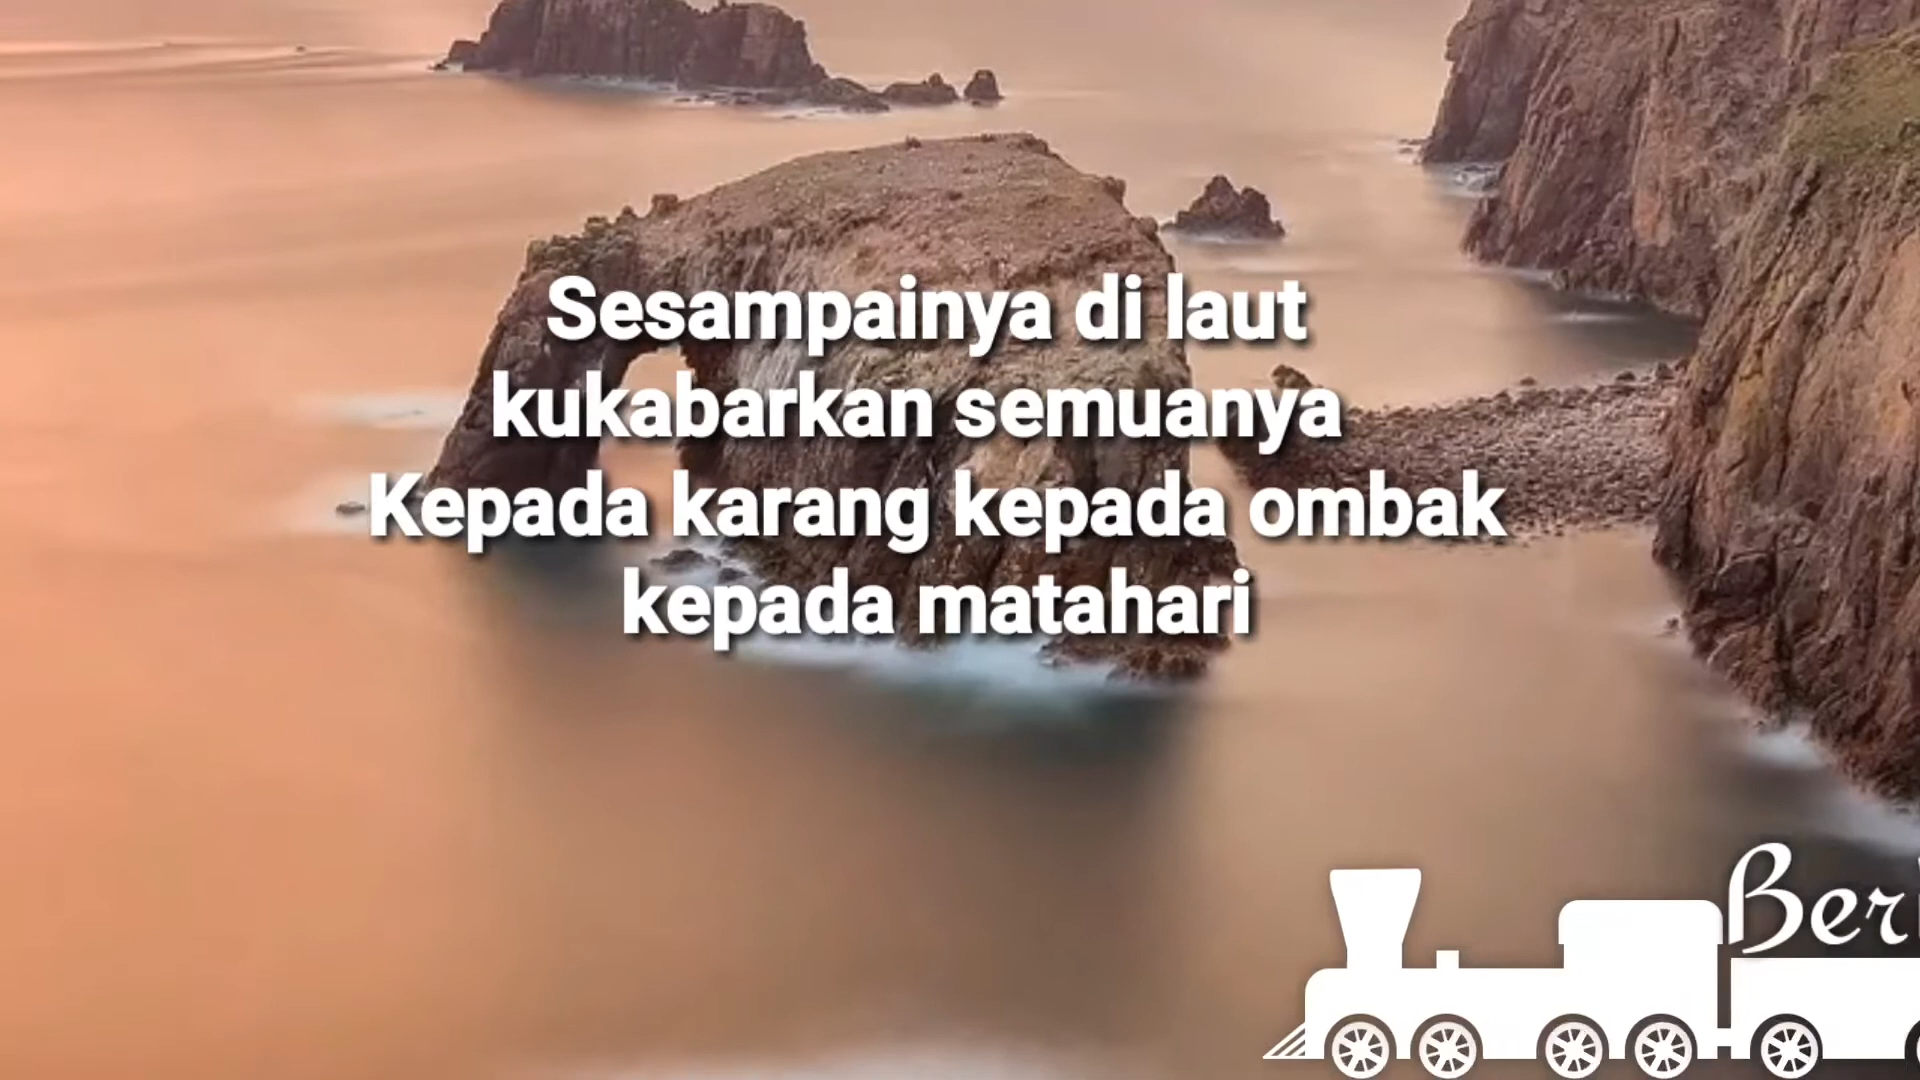 Sesampainya di laut
kukabarkan semuanya
Kepada karang kepada ombak
kepada matahari